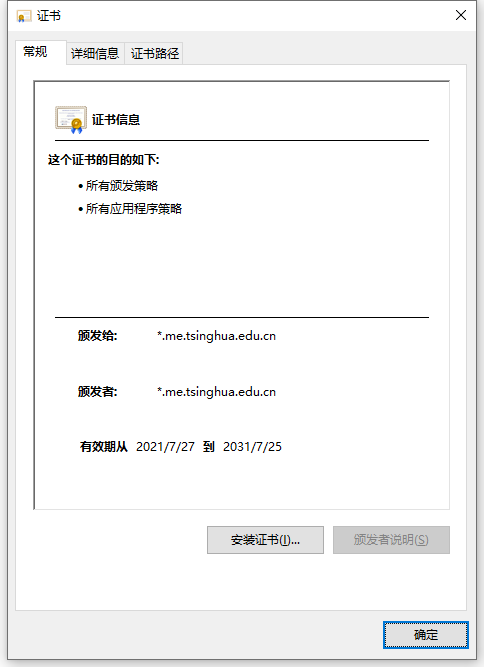 证书
常规 详细信息 证书路径
证书信息
这个证书的目的如下:
• 所有颁发策略
• 所有应用程序策略
颁发给: *.me.tsinghua.edu.cn
颁发者: *.me.tsinghua.edu.cn
有效期从 2021/7/27 到 2031/7/25
安装证书(I)... 颁发者说明(S)
确定